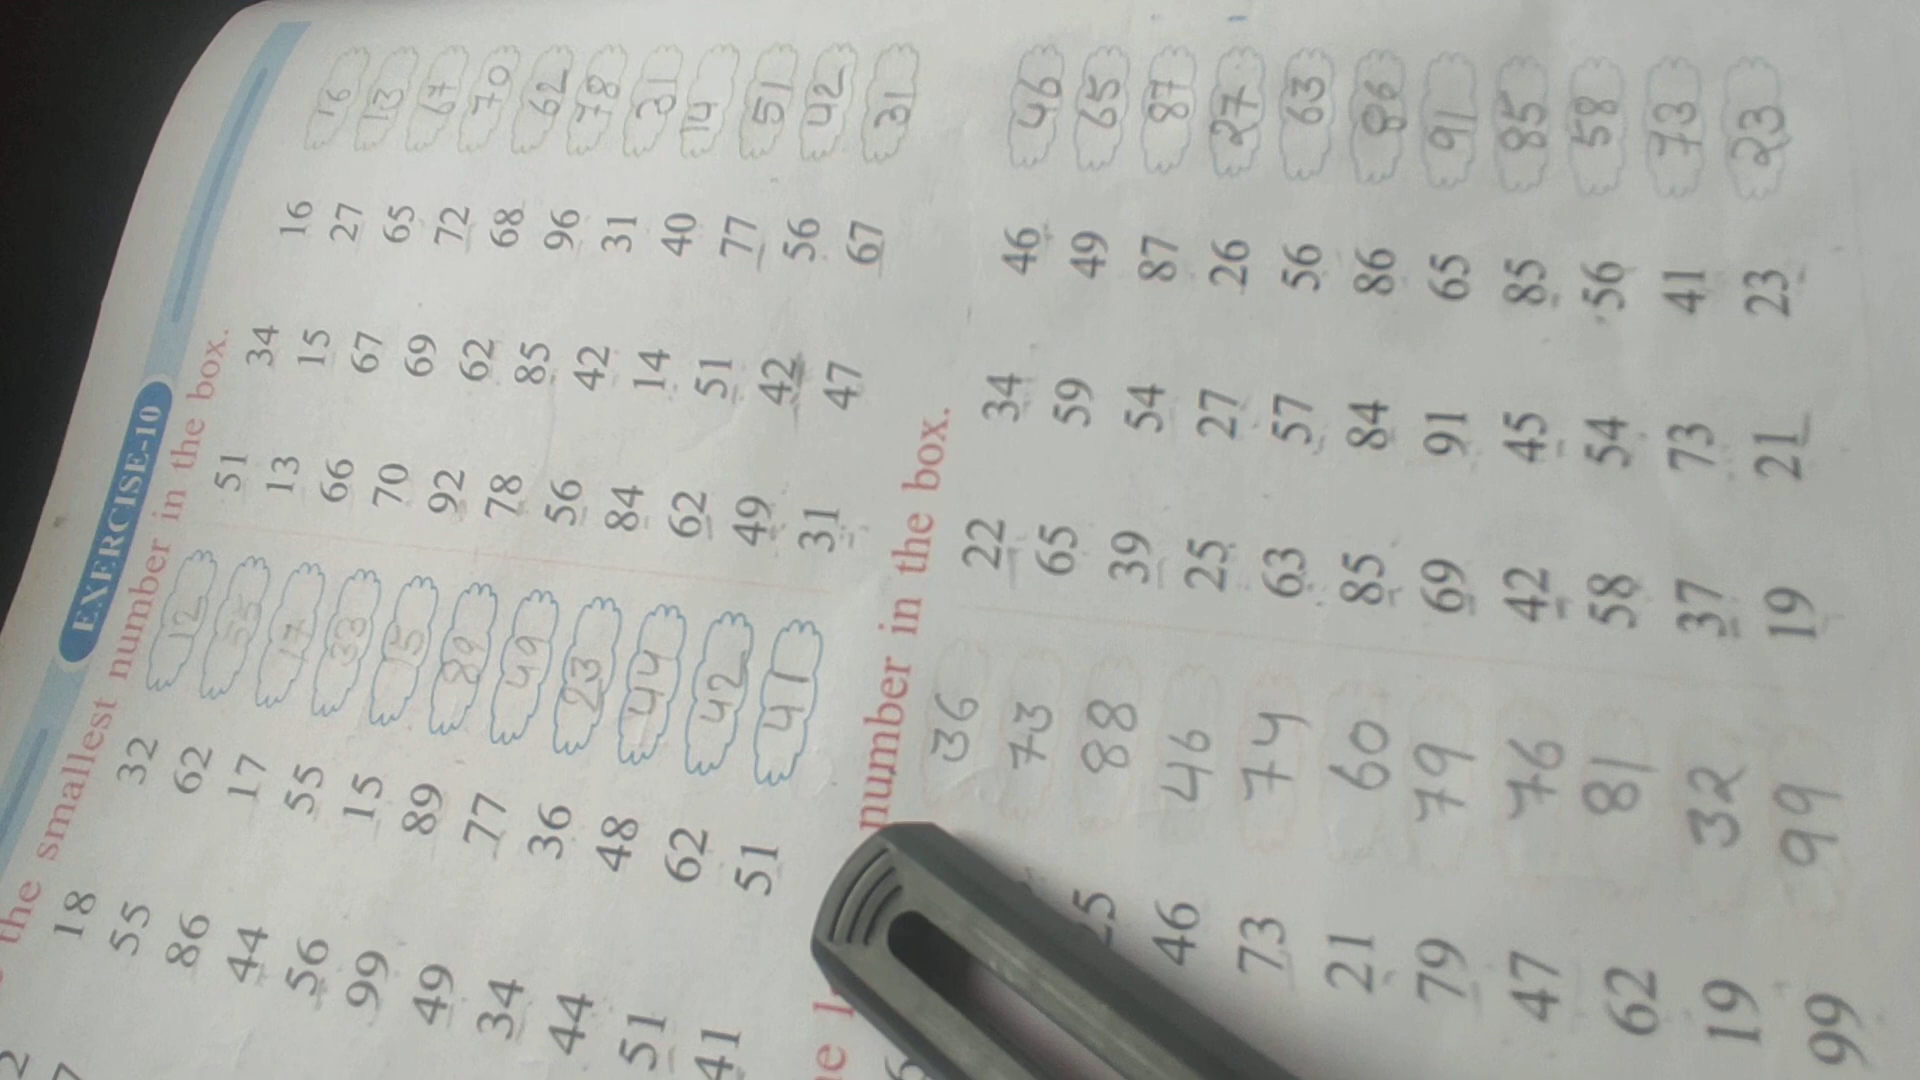 EXERCISE-10
the smallest number in the box.
18 32 12 51 34 16 16
55 62 55 13 15 27 13
86 17 17 66 67 65 67
44 55 33 70 69 72 70
56 15 15 92 62 68 62
99 89 89 78 85 96 78
49 77 49 56 42 31 31
34 36 23 84 14 40 14
44 48 44 62 51 77 51
51 62 42 49 42 56 42
41 51 41 31 47 67 31
number in the box.
36 22 34 46 46
73 65 59 49 65
88 39 54 87 87
46 46 25 27 26 27
73 74 63 57 56 63
21 60 85 84 86 86
79 79 69 91 65 91
47 76 42 45 85 85
62 81 58 54 56 58
19 32 37 73 41 73
99 99 19 21 23 23